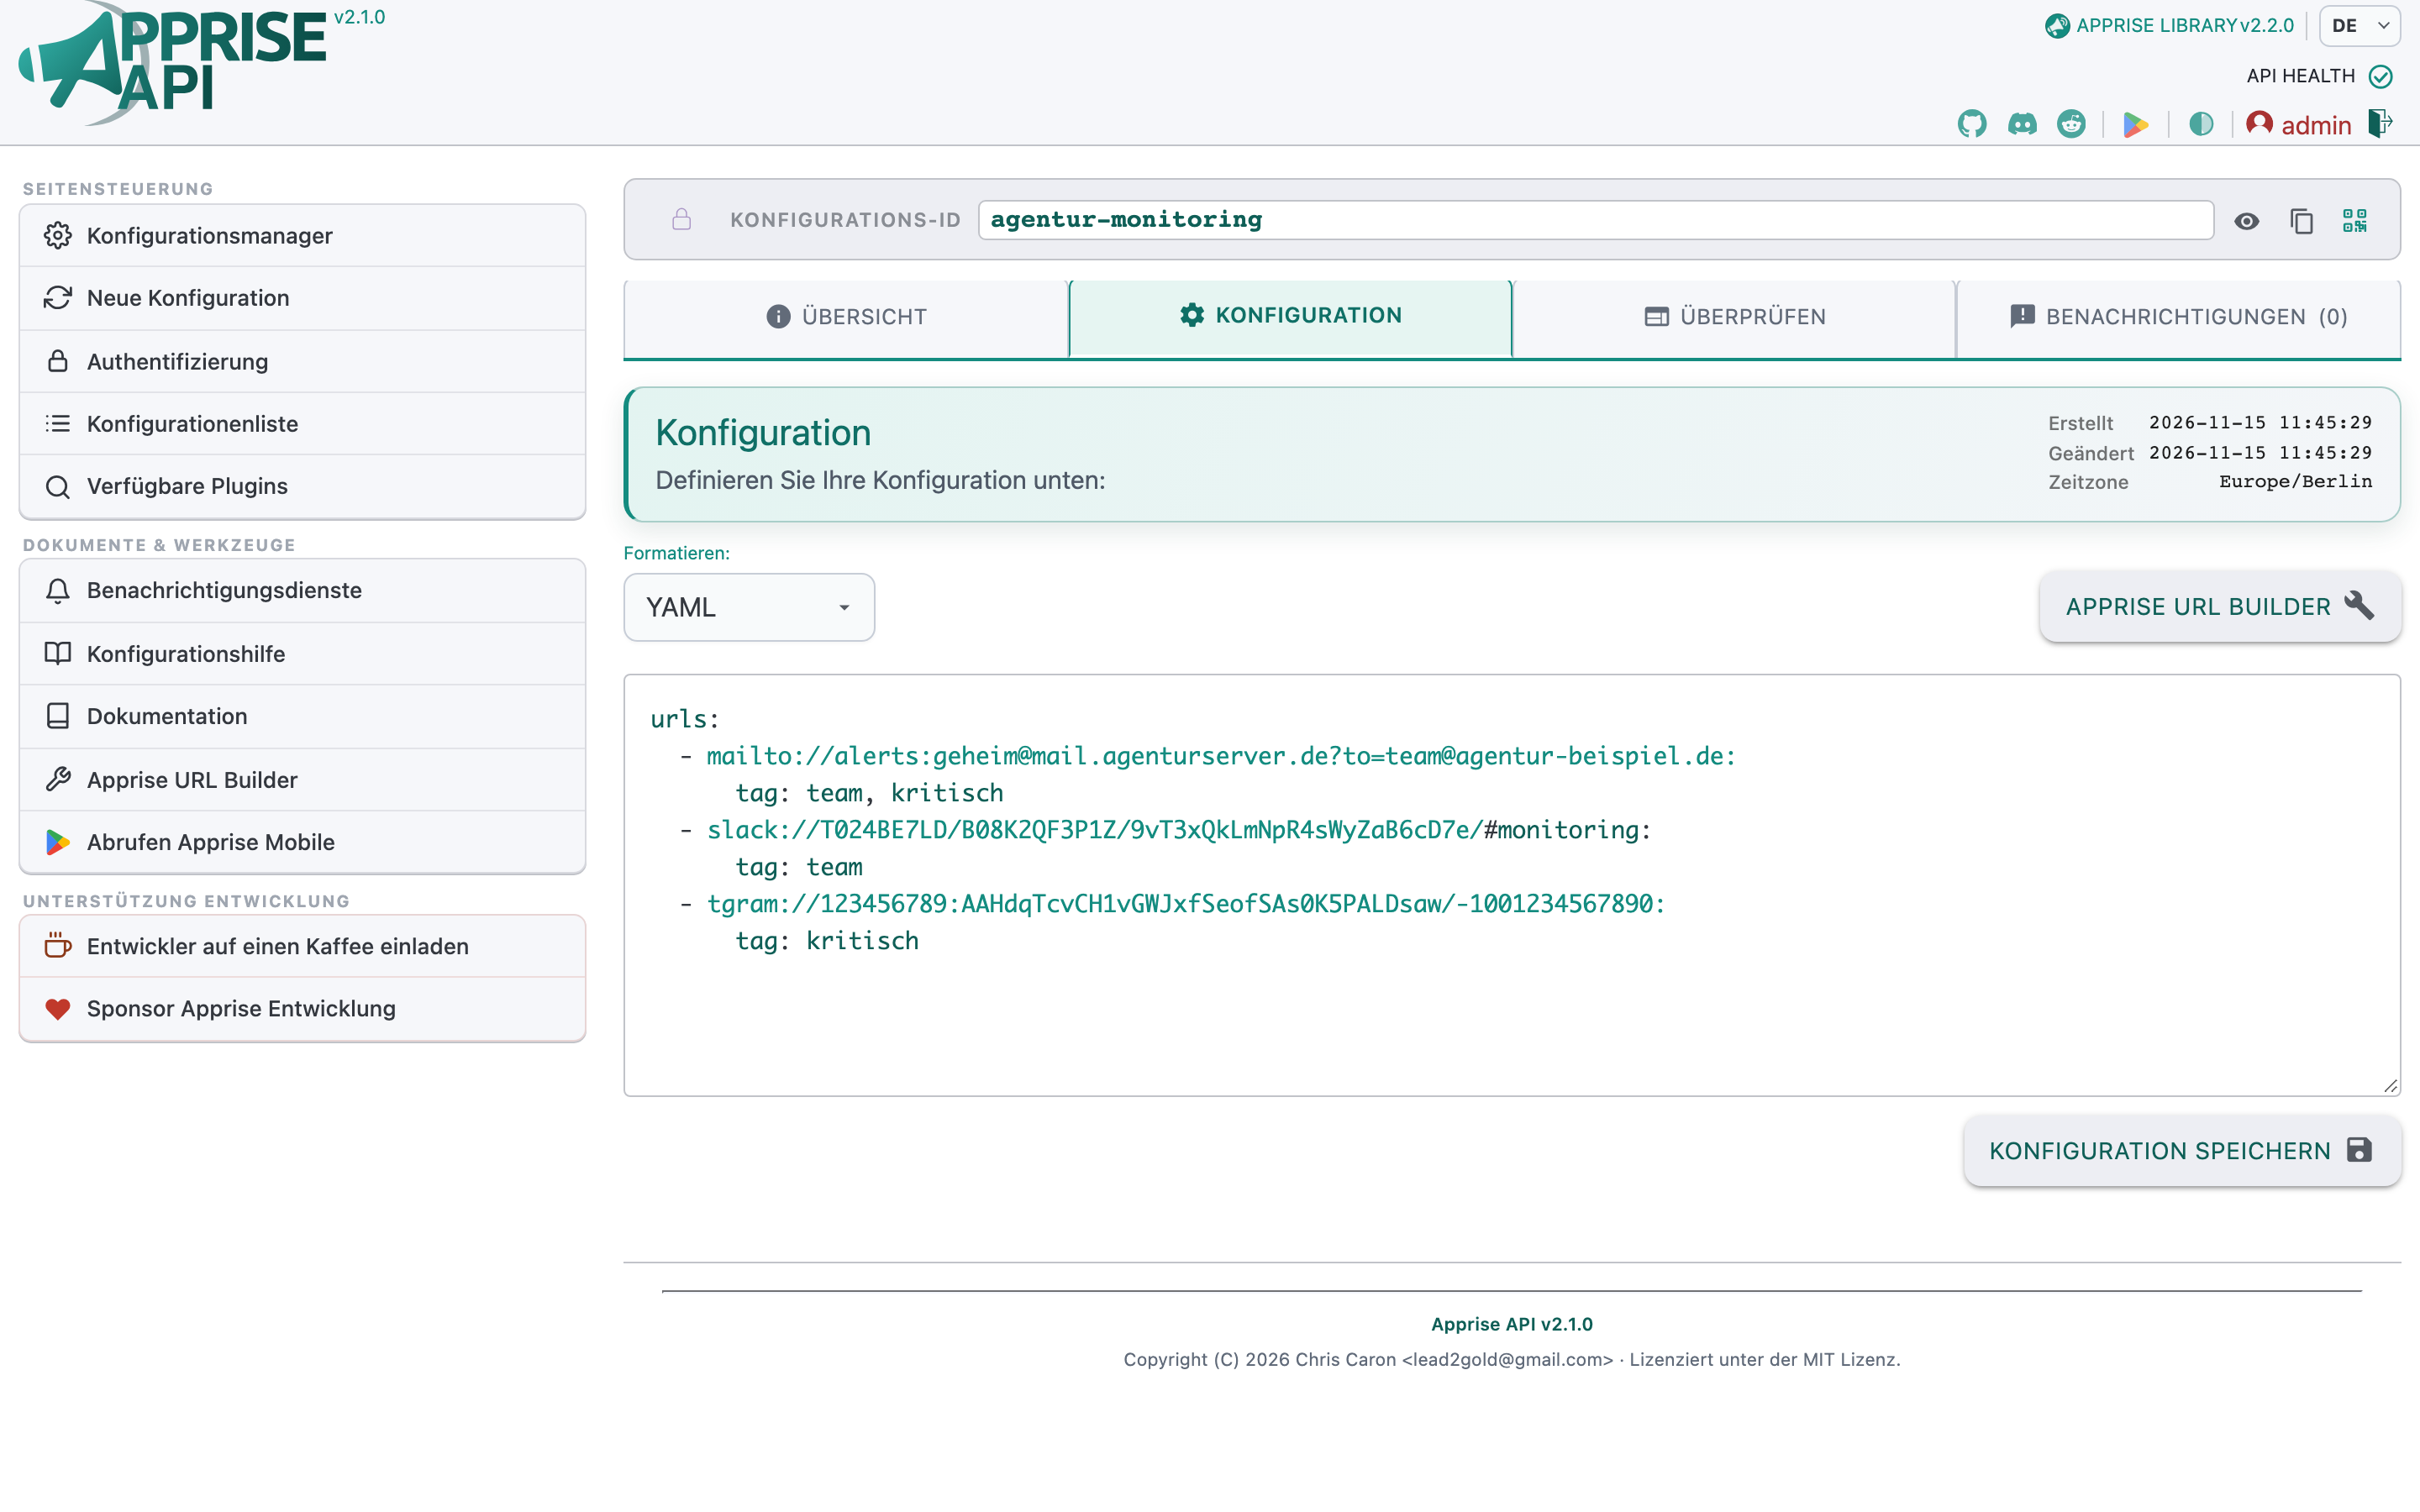 APPRISE API v2.1.0
APPRISE LIBRARY v2.2.0
DE
API HEALTH
admin
SEITENSTEUERUNG
Konfigurationsmanager
Neue Konfiguration
Authentifizierung
Konfigurationenliste
Verfügbare Plugins
DOKUMENTE & WERKZEUGE
Benachrichtigungsdienste
Konfigurationshilfe
Dokumentation
Apprise URL Builder
Abrufen Apprise Mobile
UNTERSTÜTZUNG ENTWICKLUNG
Entwickler auf einen Kaffee einladen
Sponsor Apprise Entwicklung
KONFIGURATIONS-ID agentur-monitoring
ÜBERSICHT
KONFIGURATION
ÜBERPRÜFEN
BENACHRICHTIGUNGEN (0)
Konfiguration
Definieren Sie Ihre Konfiguration unten:
Erstellt 2026-11-15 11:45:29
Geändert 2026-11-15 11:45:29
Zeitzone Europe/Berlin
Formatieren:
YAML
APPRISE URL BUILDER
urls:
  - mailto://alerts:geheim@mail.agenturserver.de?to=team@agentur-beispiel.de:
      tag: team, kritisch
  - slack://T024BE7LD/B08K2QF3P1Z/9vT3xQkLmNpR4sWyZaB6cD7e/#monitoring:
      tag: team
  - tgram://123456789:AAHdqTcvCH1vGWJxfSeofSAs0K5PALDsaw/-1001234567890:
      tag: kritisch
KONFIGURATION SPEICHERN
Apprise API v2.1.0
Copyright (C) 2026 Chris Caron <lead2gold@gmail.com> · Lizenziert unter der MIT Lizenz.